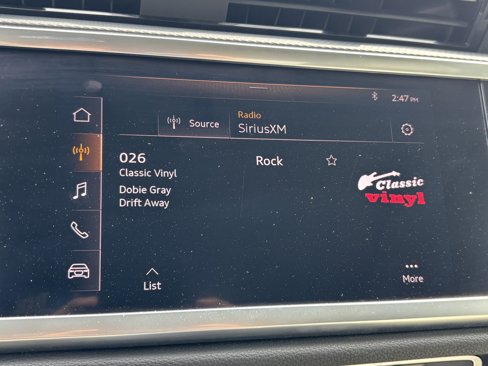 2:47 PM
Source
Radio
SiriusXM
026
Rock
Classic Vinyl
Dobie Gray
Drift Away
Classic
vinyl
List
More